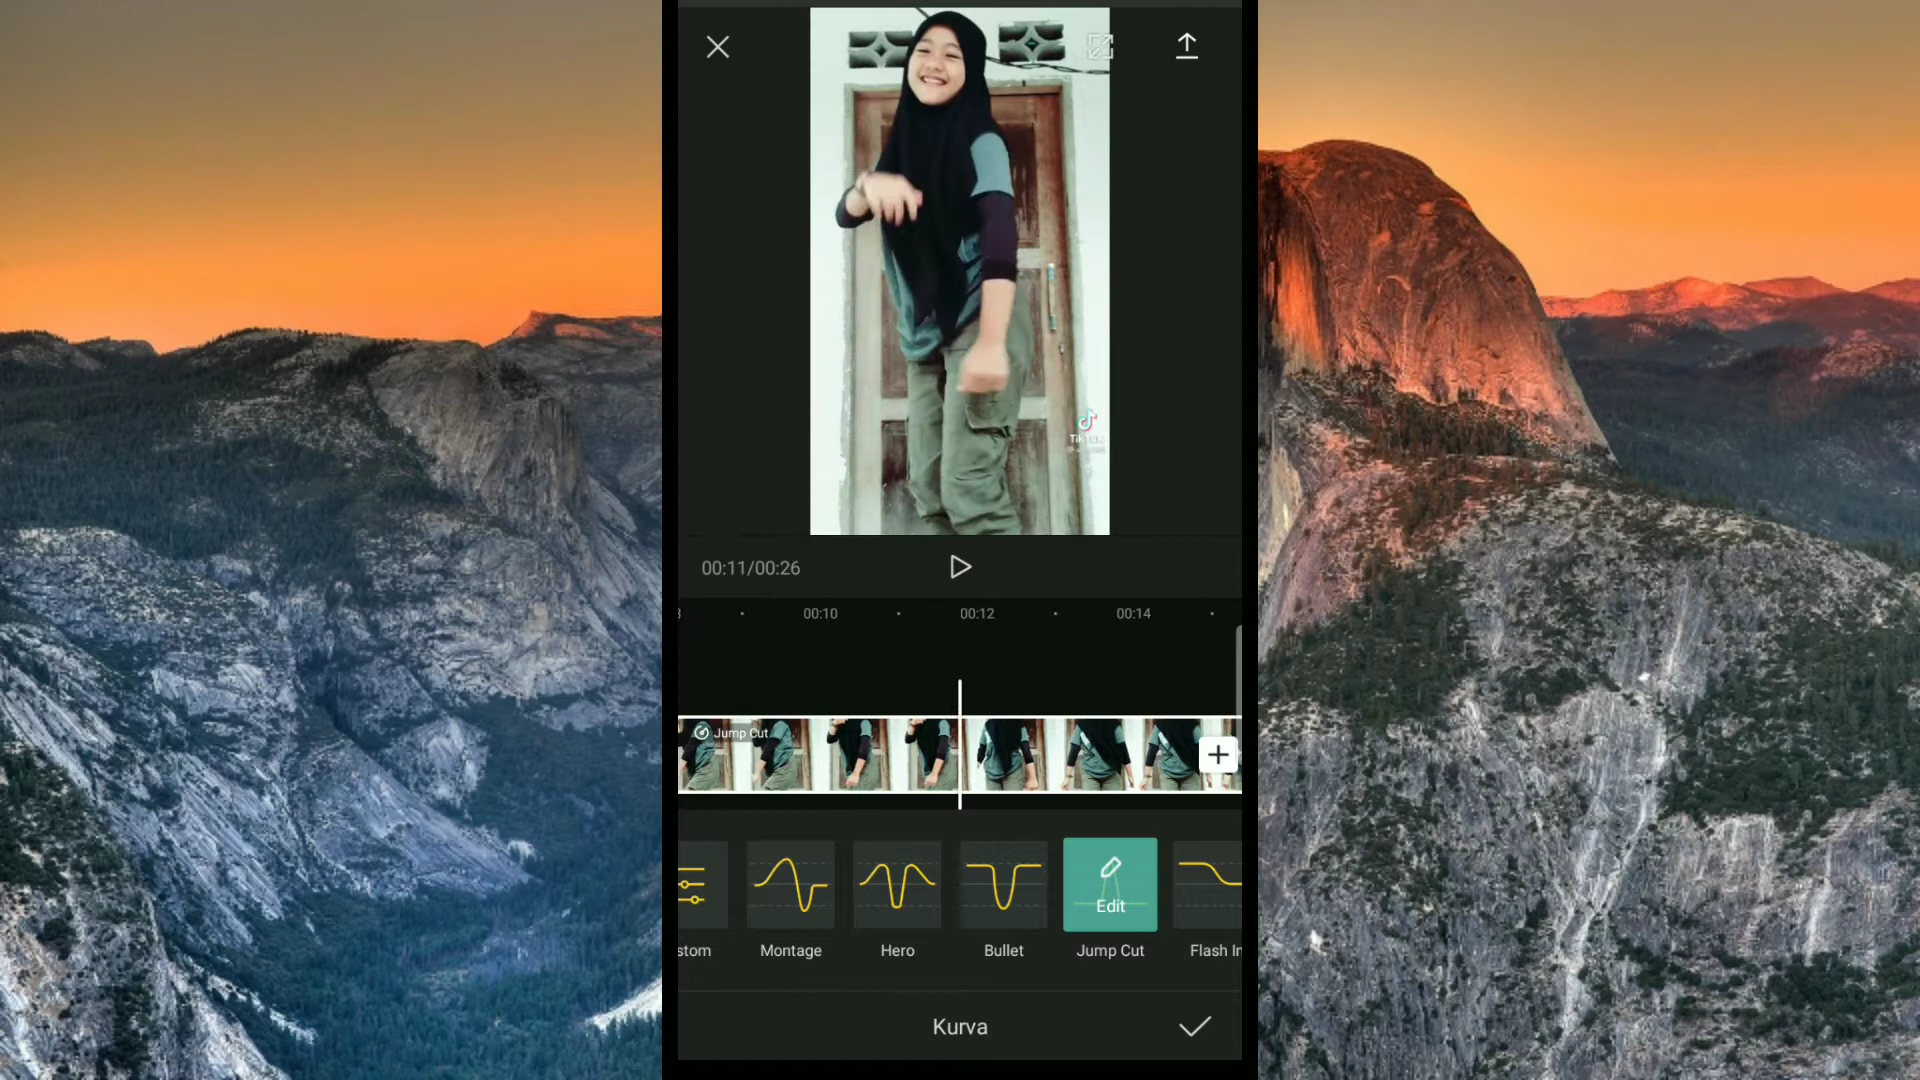 TikTok
00:11/00:26
00:10
00:12
00:14
Jump Cut
Edit
stom
Montage
Hero
Bullet
Jump Cut
Flash In
Kurva